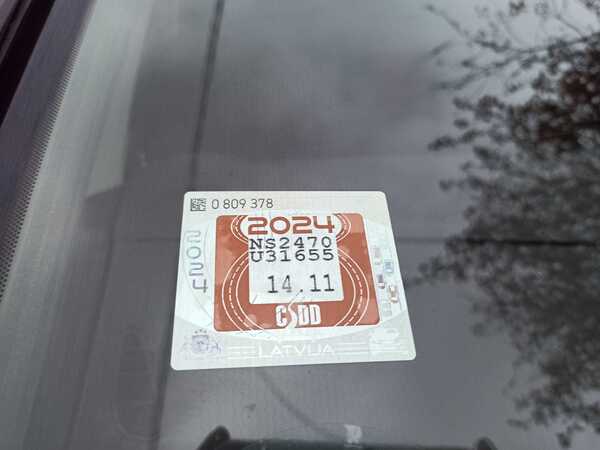 0 809 378
2024
NS2470
U31655
14.11
2024
CSDD
LATVIJA